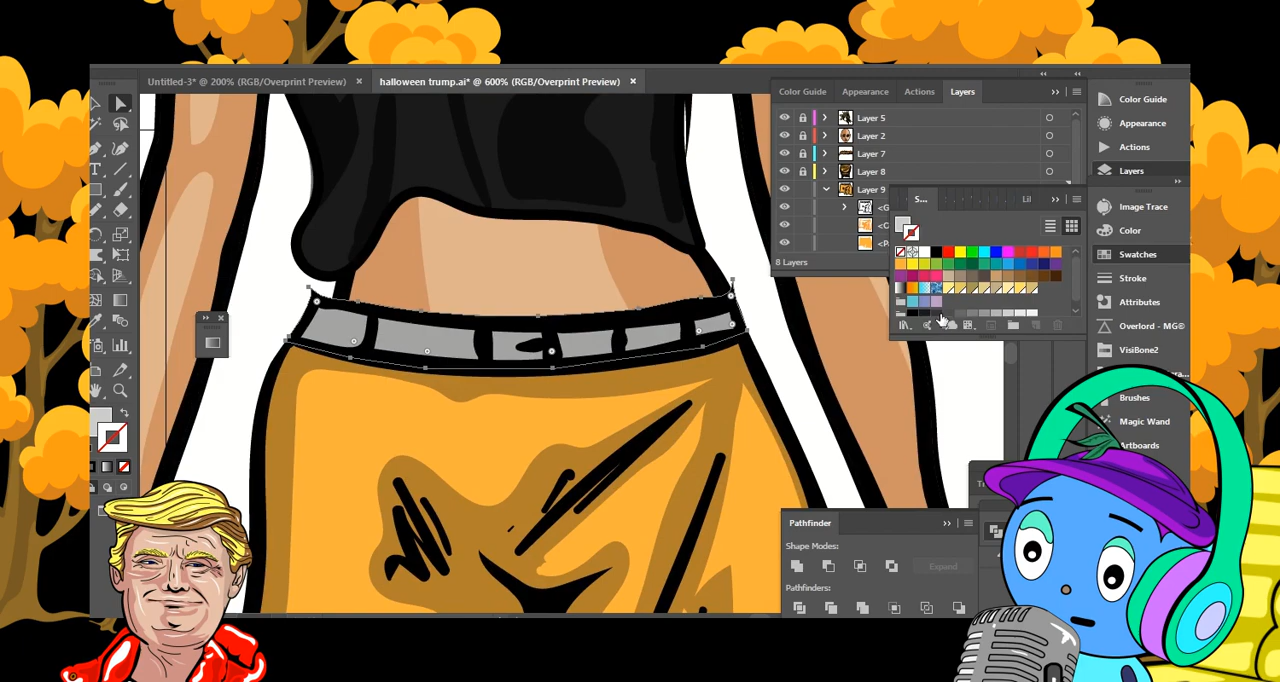 Untitled-3* @ 200% (RGB/Overprint Preview)
halloween trump.ai* @ 600% (RGB/Overprint Preview)
Color Guide
Appearance
Actions
Layers
Layer 5
Layer 2
Layer 7
Layer 8
Layer 9
<G
<C
<P
8 Layers
S...
Lil
Color Guide
Appearance
Actions
Layers
Image Trace
Color
Swatches
Stroke
Attributes
Overlord - MG©
VisiBone2
Brushes
Magic Wand
Artboards
Pathfinder
Shape Modes:
Expand
Pathfinders: